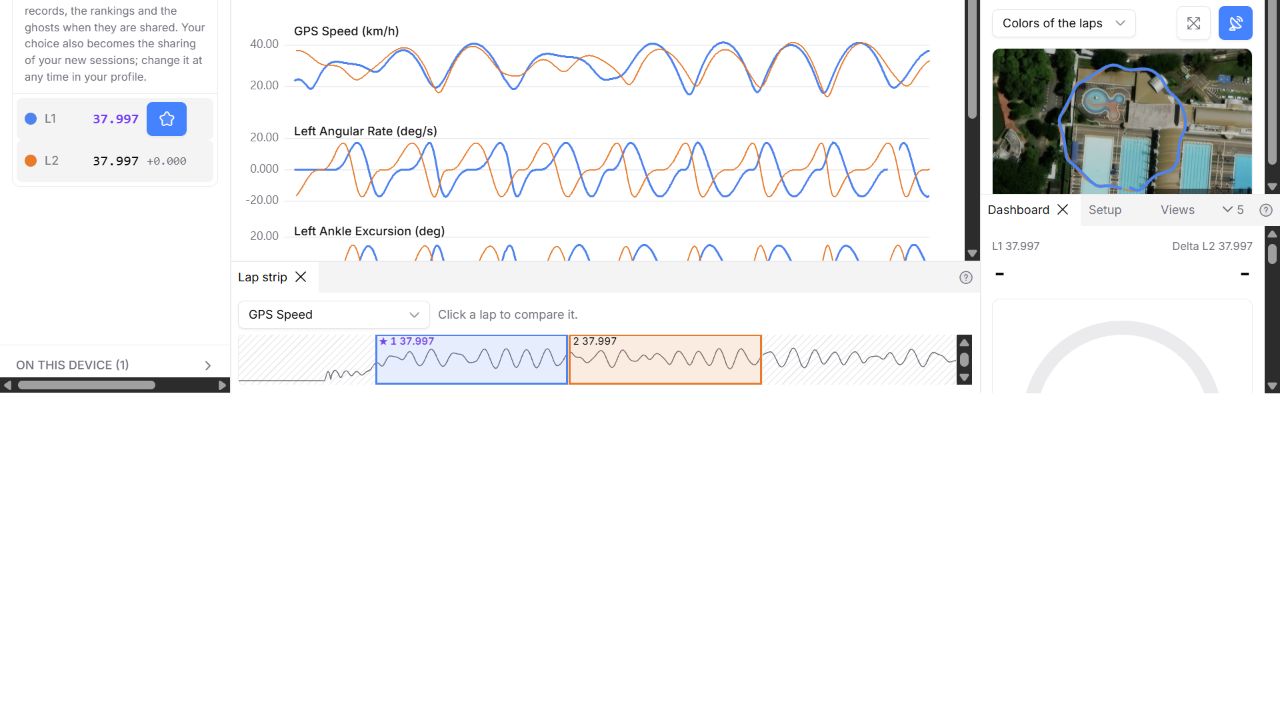 records, the rankings and the
ghosts when they are shared. Your
choice also becomes the sharing
of your new sessions; change it at
any time in your profile.
L1 37.997
L2 37.997 +0.000
ON THIS DEVICE (1)
GPS Speed (km/h)
40.00
20.00
Left Angular Rate (deg/s)
20.00
0.000
-20.00
Left Ankle Excursion (deg)
20.00
Lap strip
GPS Speed
Click a lap to compare it.
★ 1 37.997
2 37.997
Colors of the laps
Dashboard
Setup
Views
5
L1 37.997
Delta L2 37.997
-
-